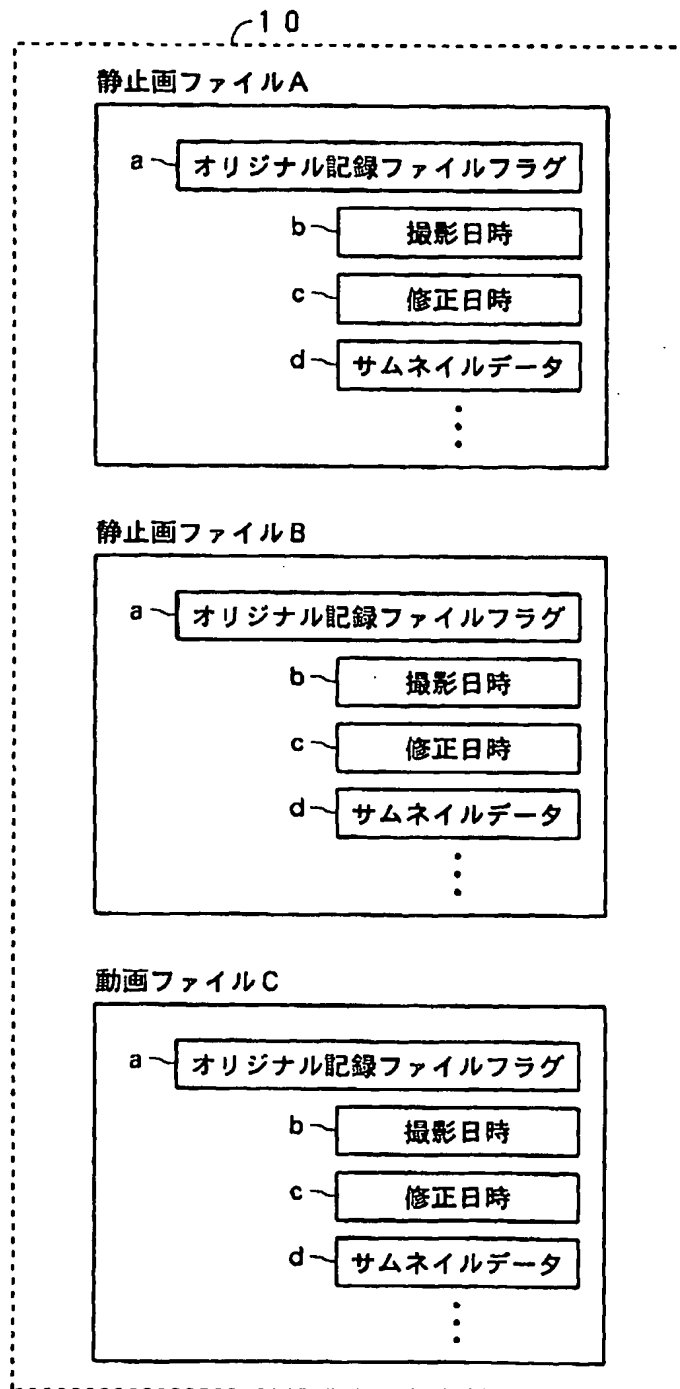 10
静止画ファイルA
a オリジナル記録ファイルフラグ
b 撮影日時
c 修正日時
d サムネイルデータ
静止画ファイルB
a オリジナル記録ファイルフラグ
b 撮影日時
c 修正日時
d サムネイルデータ
動画ファイルC
a オリジナル記録ファイルフラグ
b 撮影日時
c 修正日時
d サムネイルデータ